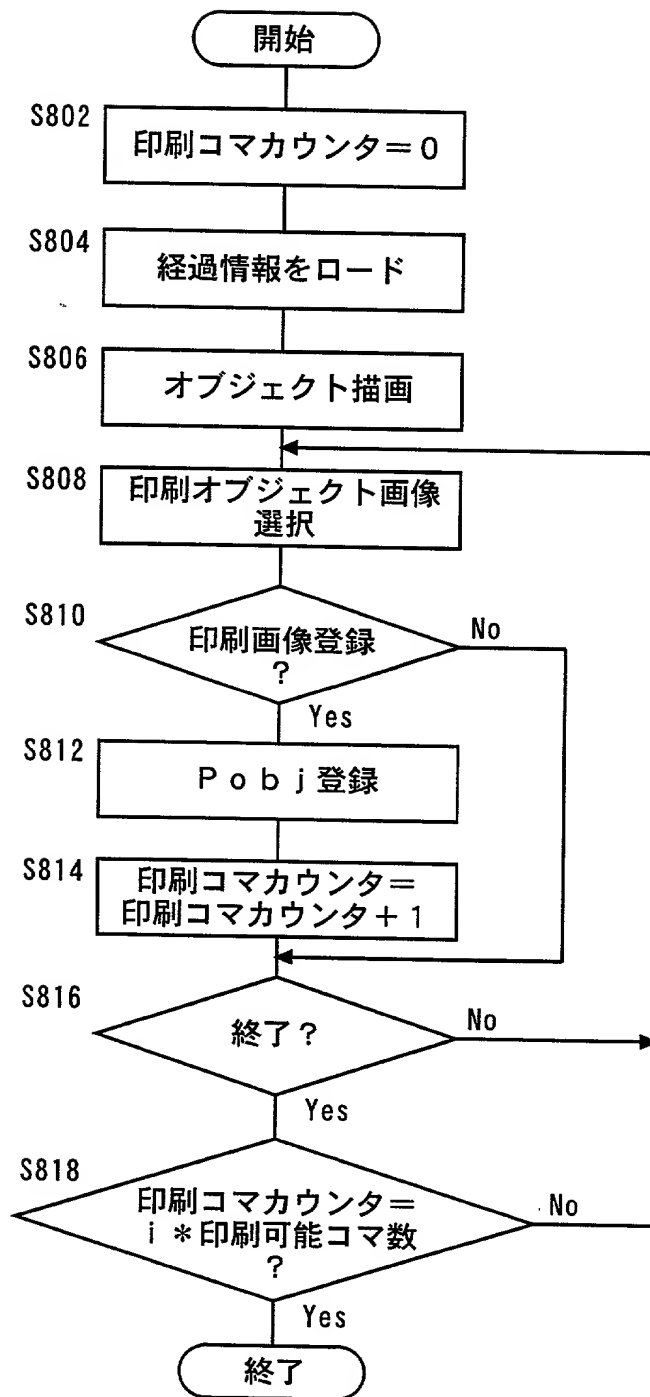 開始
S802
印刷コマカウンタ＝０
S804
経過情報をロード
S806
オブジェクト描画
S808
印刷オブジェクト画像
選択
S810
印刷画像登録
？
No
Yes
S812
Ｐｏｂｊ登録
S814
印刷コマカウンタ＝
印刷コマカウンタ＋１
S816
終了？
No
Yes
S818
印刷コマカウンタ＝
ｉ＊印刷可能コマ数
？
No
Yes
終了